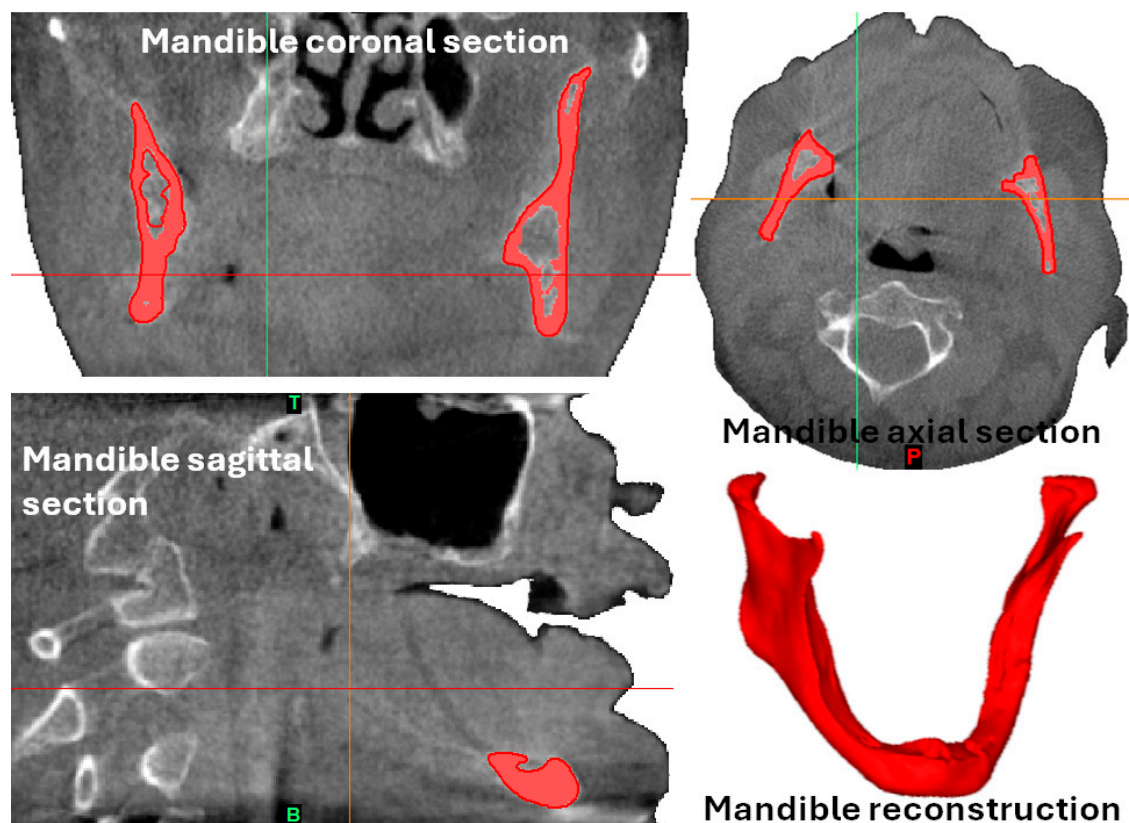 Mandible coronal section
Mandible axial section
P
T
Mandible sagittal
section
B
Mandible reconstruction